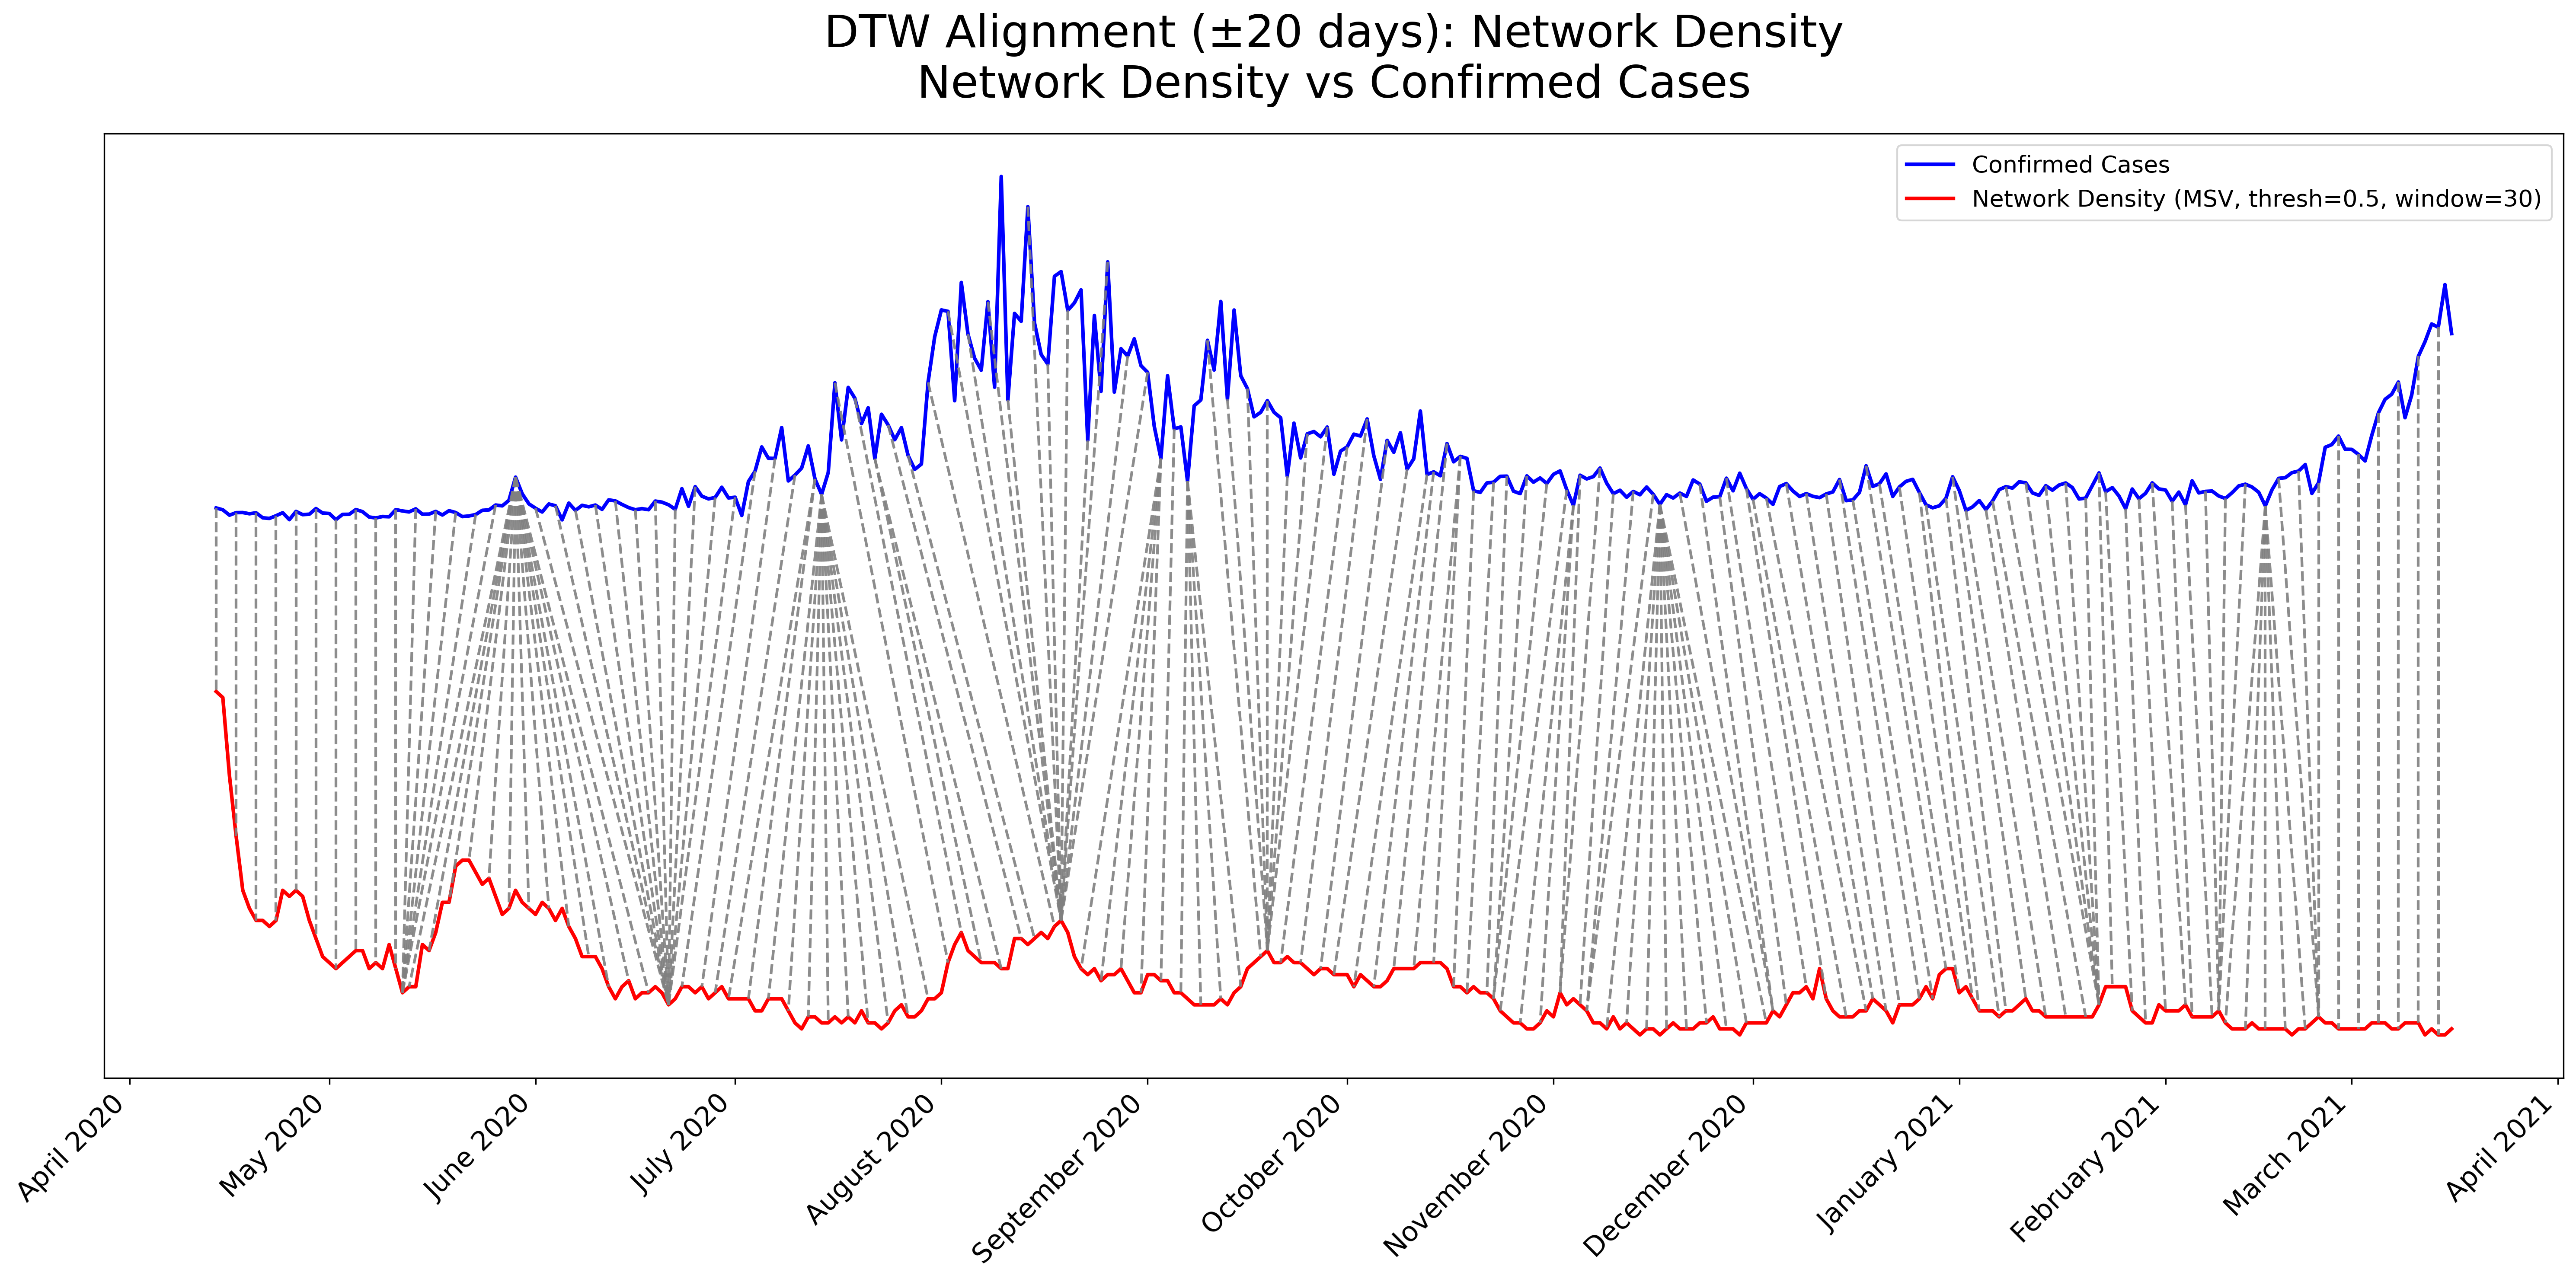 DTW Alignment (±20 days): Network Density
Network Density vs Confirmed Cases
Confirmed Cases
Network Density (MSV, thresh=0.5, window=30)
April 2020
May 2020
June 2020
July 2020
August 2020
September 2020
October 2020
November 2020
December 2020
January 2021
February 2021
March 2021
April 2021